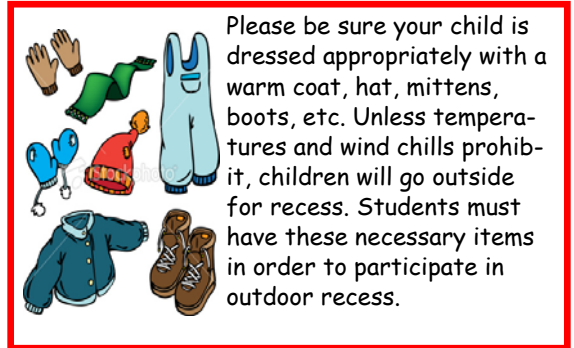 Please be sure your child is
dressed appropriately with a
warm coat, hat, mittens,
boots, etc. Unless tempera-
tures and wind chills prohib-
it, children will go outside
for recess. Students must
have these necessary items
in order to participate in
outdoor recess.